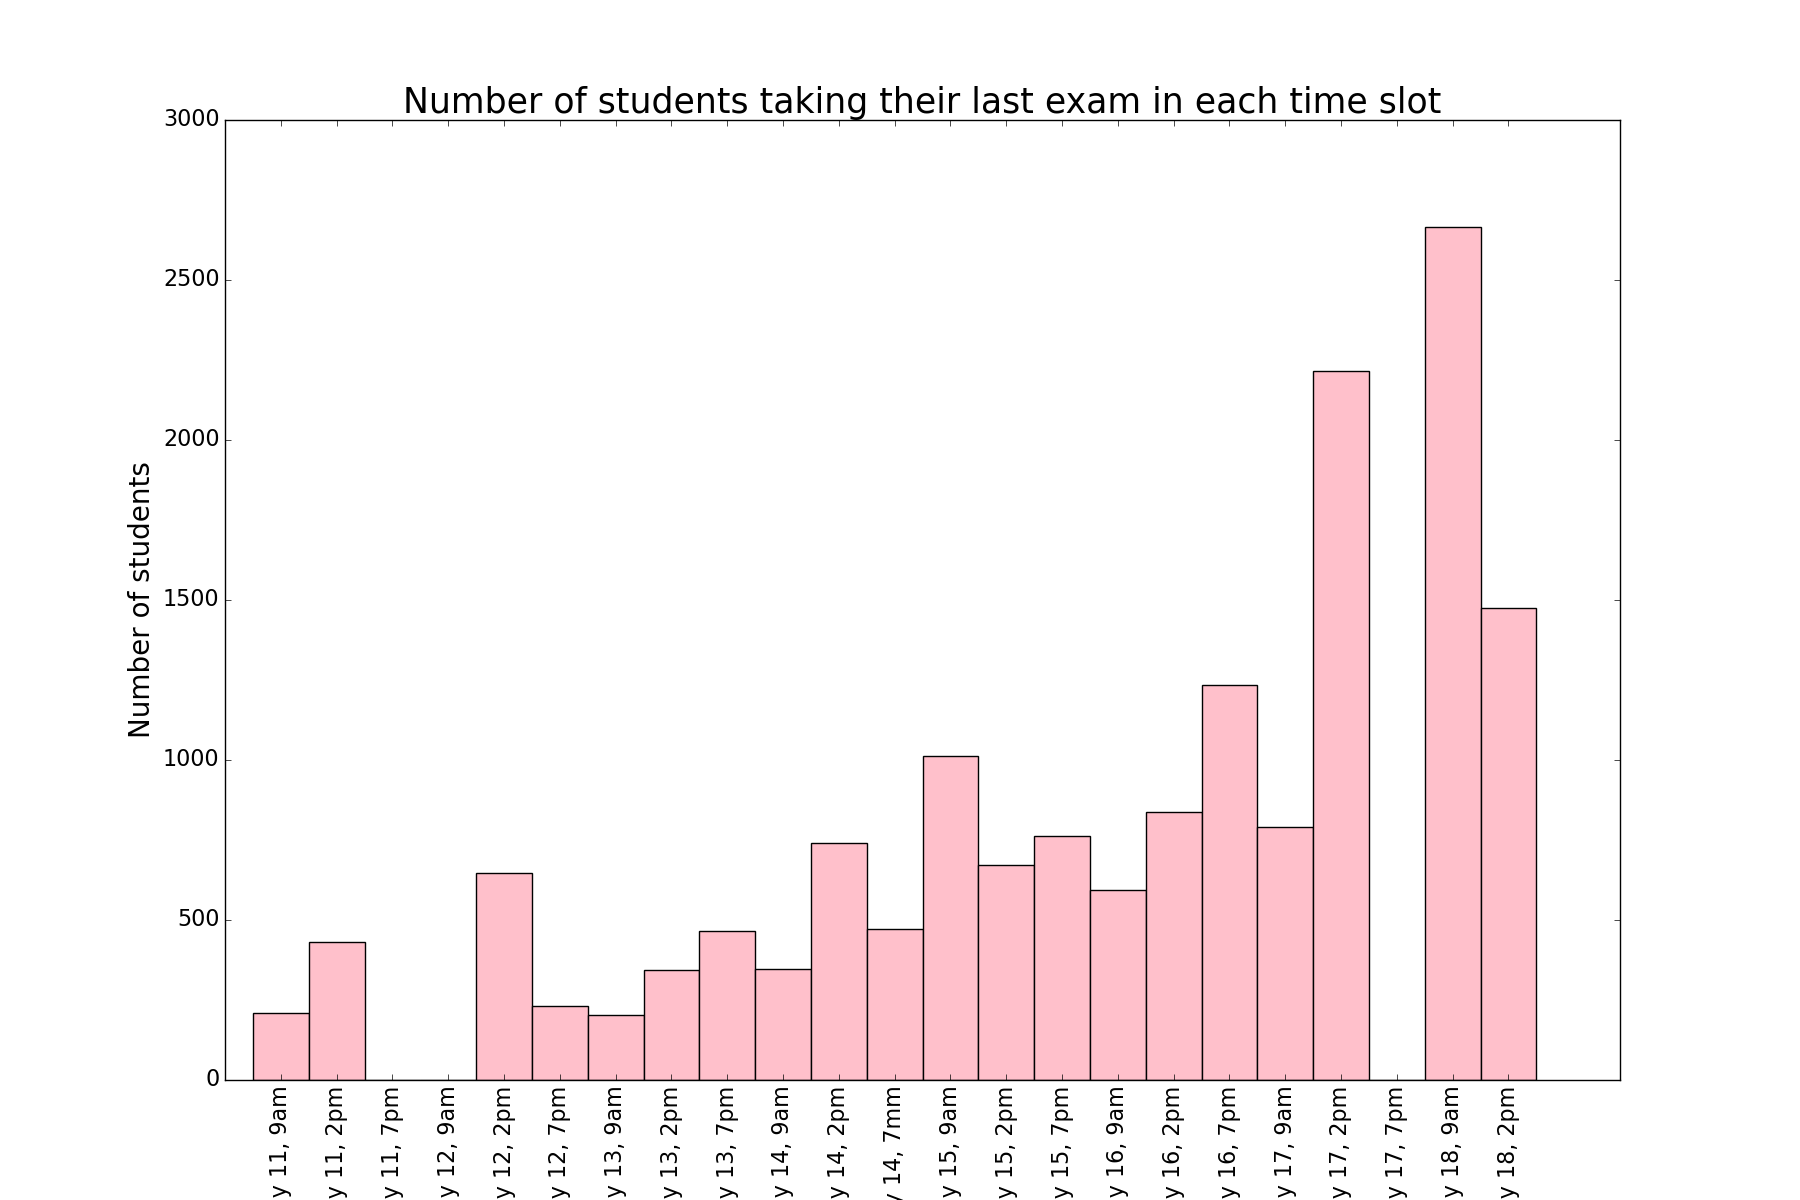 Number of students taking their last exam in each time slot
3000
2500
2000
1500
1000
500
0
Number of students
y 11, 9am
y 11, 2pm
y 11, 7pm
y 12, 9am
y 12, 2pm
y 12, 7pm
y 13, 9am
y 13, 2pm
y 13, 7pm
y 14, 9am
y 14, 2pm
y 14, 7mm
y 15, 9am
y 15, 2pm
y 15, 7pm
y 16, 9am
y 16, 2pm
y 16, 7pm
y 17, 9am
y 17, 2pm
y 17, 7pm
y 18, 9am
y 18, 2pm